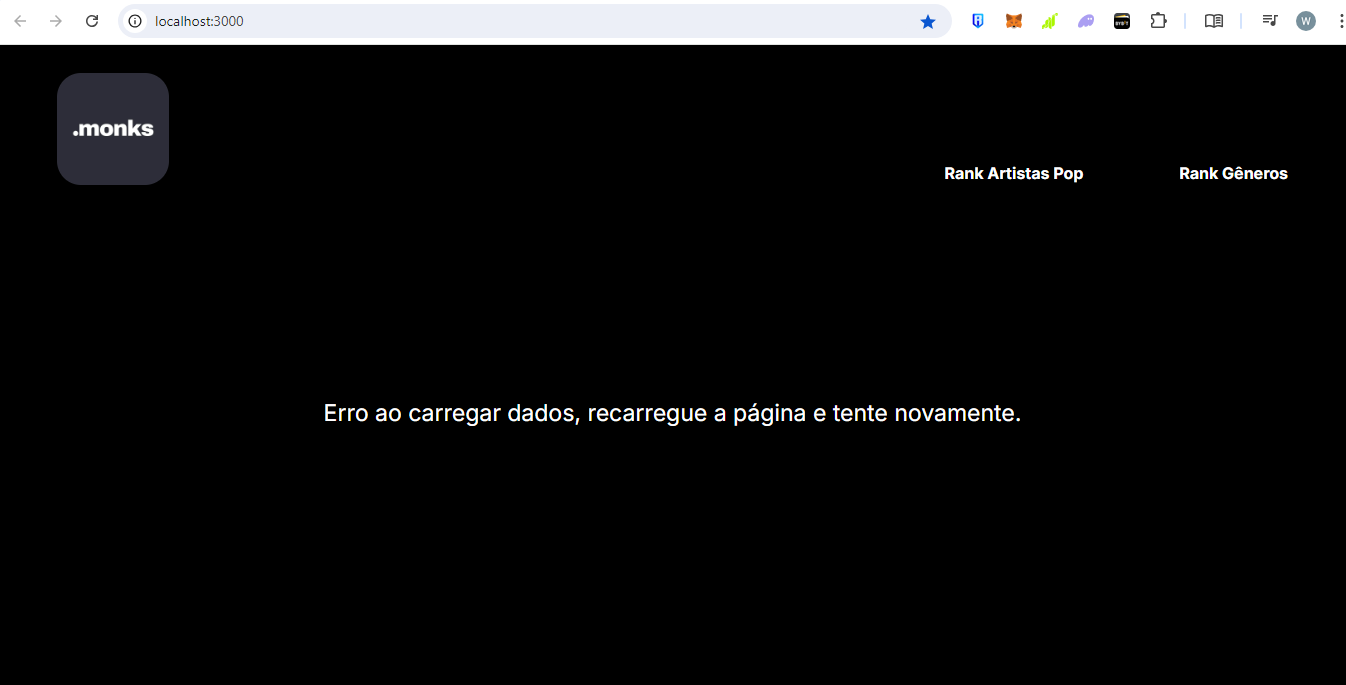 localhost:3000
W
.monks
Rank Artistas Pop
Rank Gêneros
Erro ao carregar dados, recarregue a página e tente novamente.